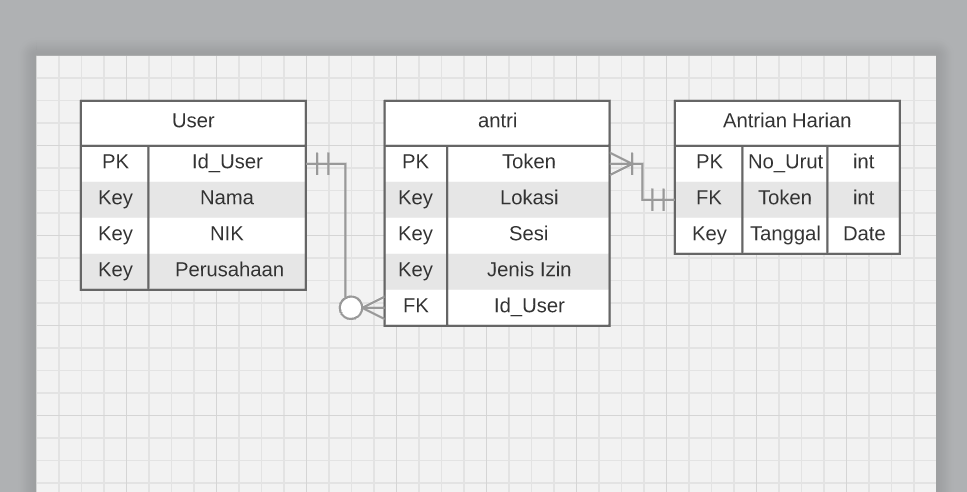 User
PK Id_User
Key Nama
Key NIK
Key Perusahaan
antri
PK Token
Key Lokasi
Key Sesi
Key Jenis Izin
FK Id_User
Antrian Harian
PK No_Urut int
FK Token int
Key Tanggal Date